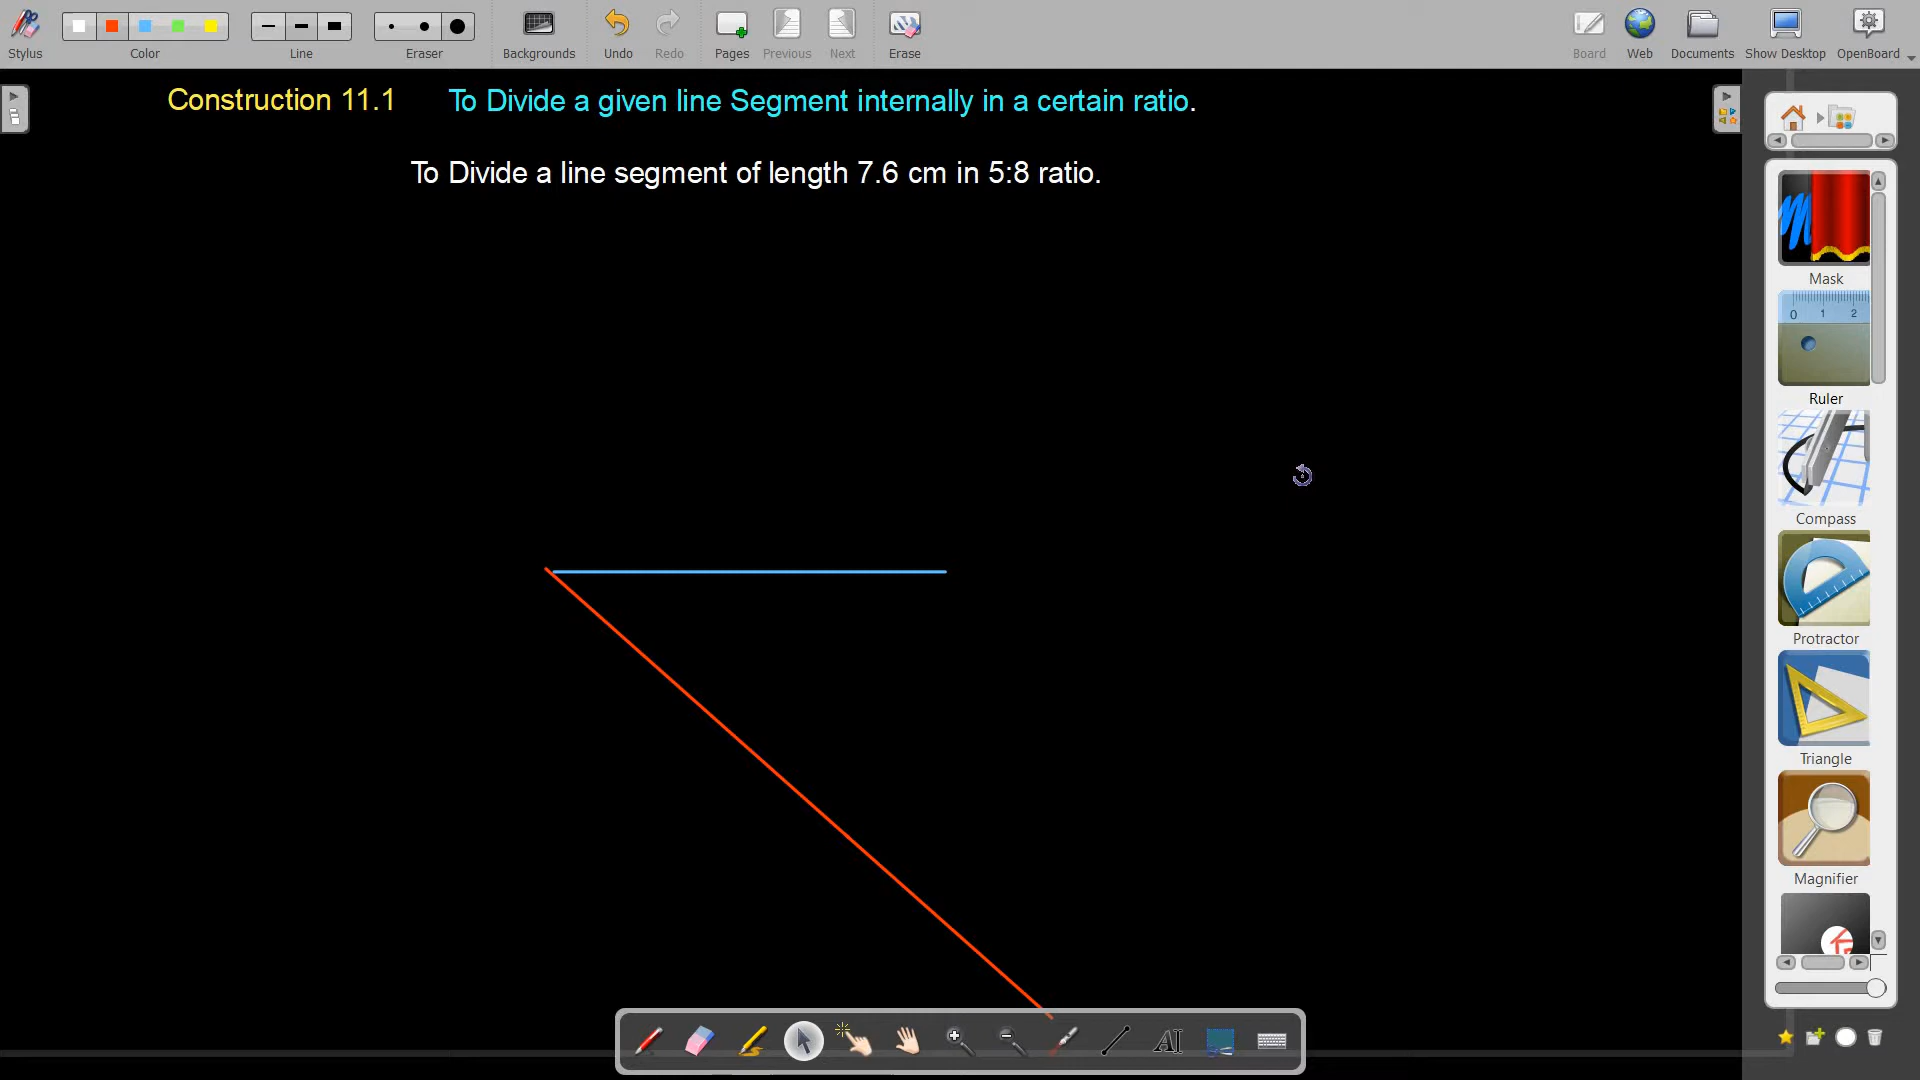 Stylus
Color
Line
Eraser
Backgrounds
Undo
Redo
Pages
Previous
Next
Erase
Board
Web
Documents
Show Desktop
OpenBoard
Construction 11.1
To Divide a given line Segment internally in a certain ratio.
To Divide a line segment of length 7.6 cm in 5:8 ratio.
Mask
0 1 2
Ruler
Compass
Protractor
Triangle
Magnifier
AI